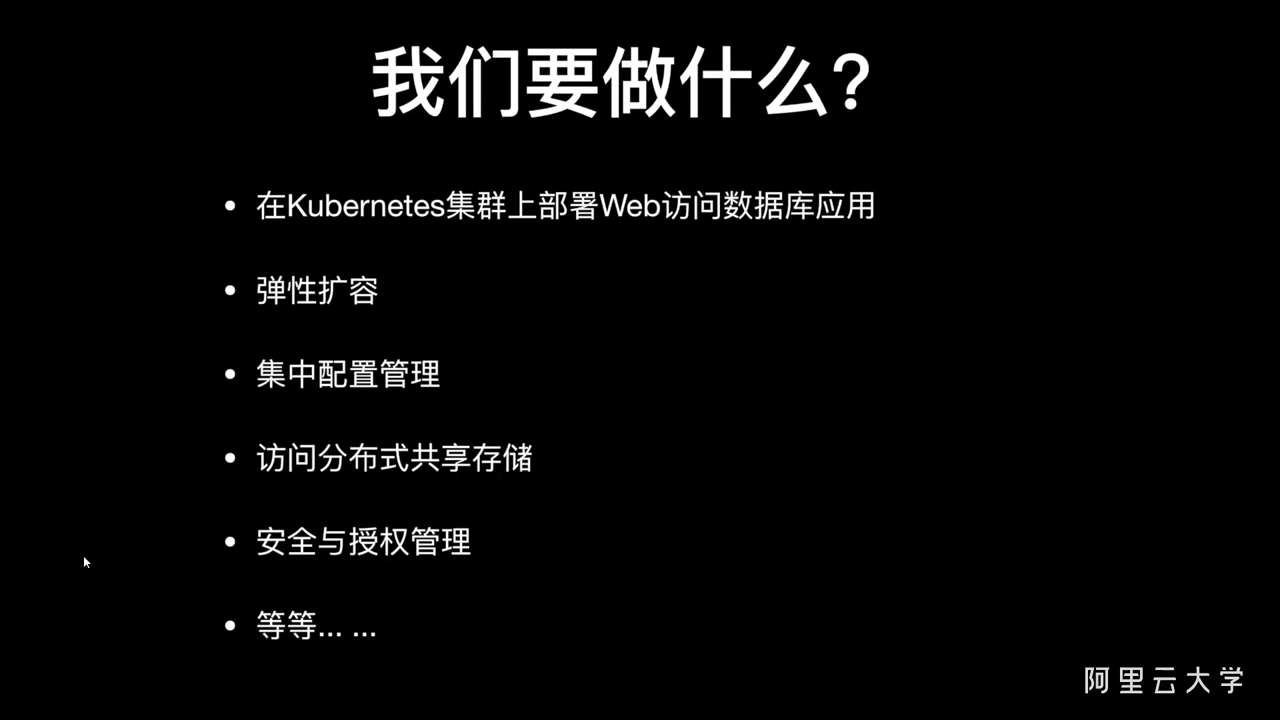 我们要做什么？
• 在Kubernetes集群上部署Web访问数据库应用
• 弹性扩容
• 集中配置管理
• 访问分布式共享存储
• 安全与授权管理
• 等等... ...
阿里云大学